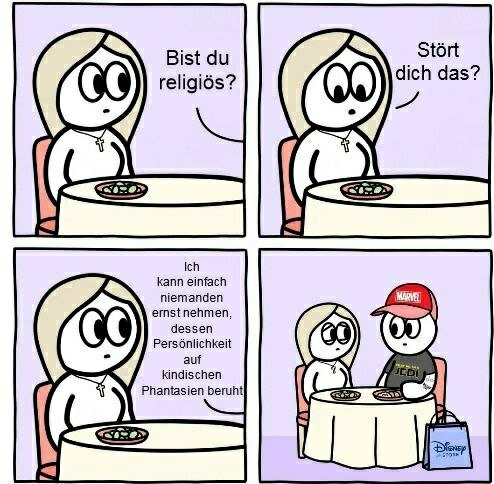 Bist du
religiös?
Stört
dich das?
Ich
kann einfach
niemanden
ernst nehmen,
dessen
Persönlichkeit
auf
kindischen
Phantasien beruht
MARVEL
JEDI
Disney
STORE